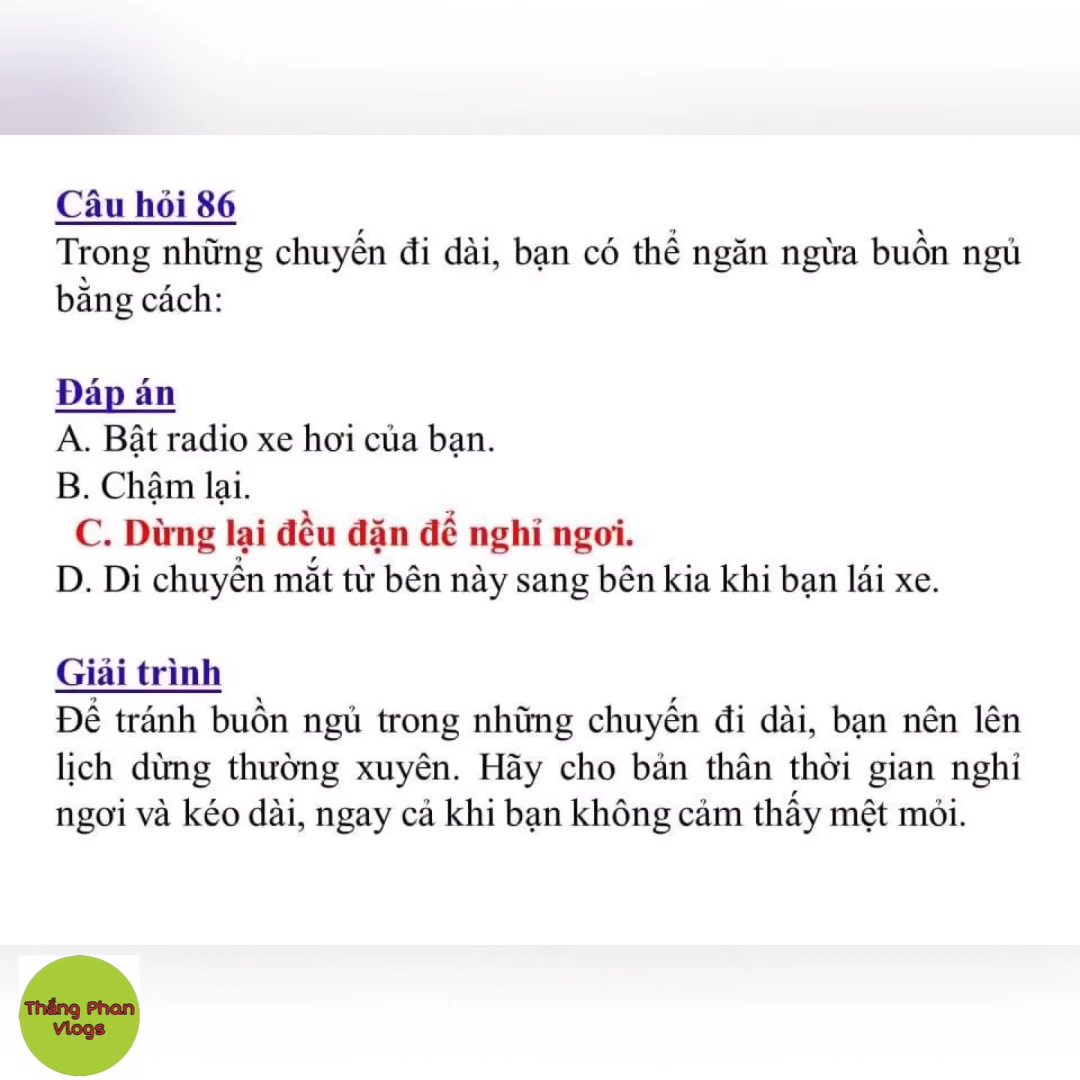 Câu hỏi 86
Trong những chuyến đi dài, bạn có thể ngăn ngừa buồn ngủ
bằng cách:
Đáp án
A. Bật radio xe hơi của bạn.
B. Chậm lại.
C. Dừng lại đều đặn để nghỉ ngơi.
D. Di chuyển mắt từ bên này sang bên kia khi bạn lái xe.
Giải trình
Để tránh buồn ngủ trong những chuyến đi dài, bạn nên lên
lịch dừng thường xuyên. Hãy cho bản thân thời gian nghỉ
ngơi và kéo dài, ngay cả khi bạn không cảm thấy mệt mỏi.
Thắng Phan
Vlogs